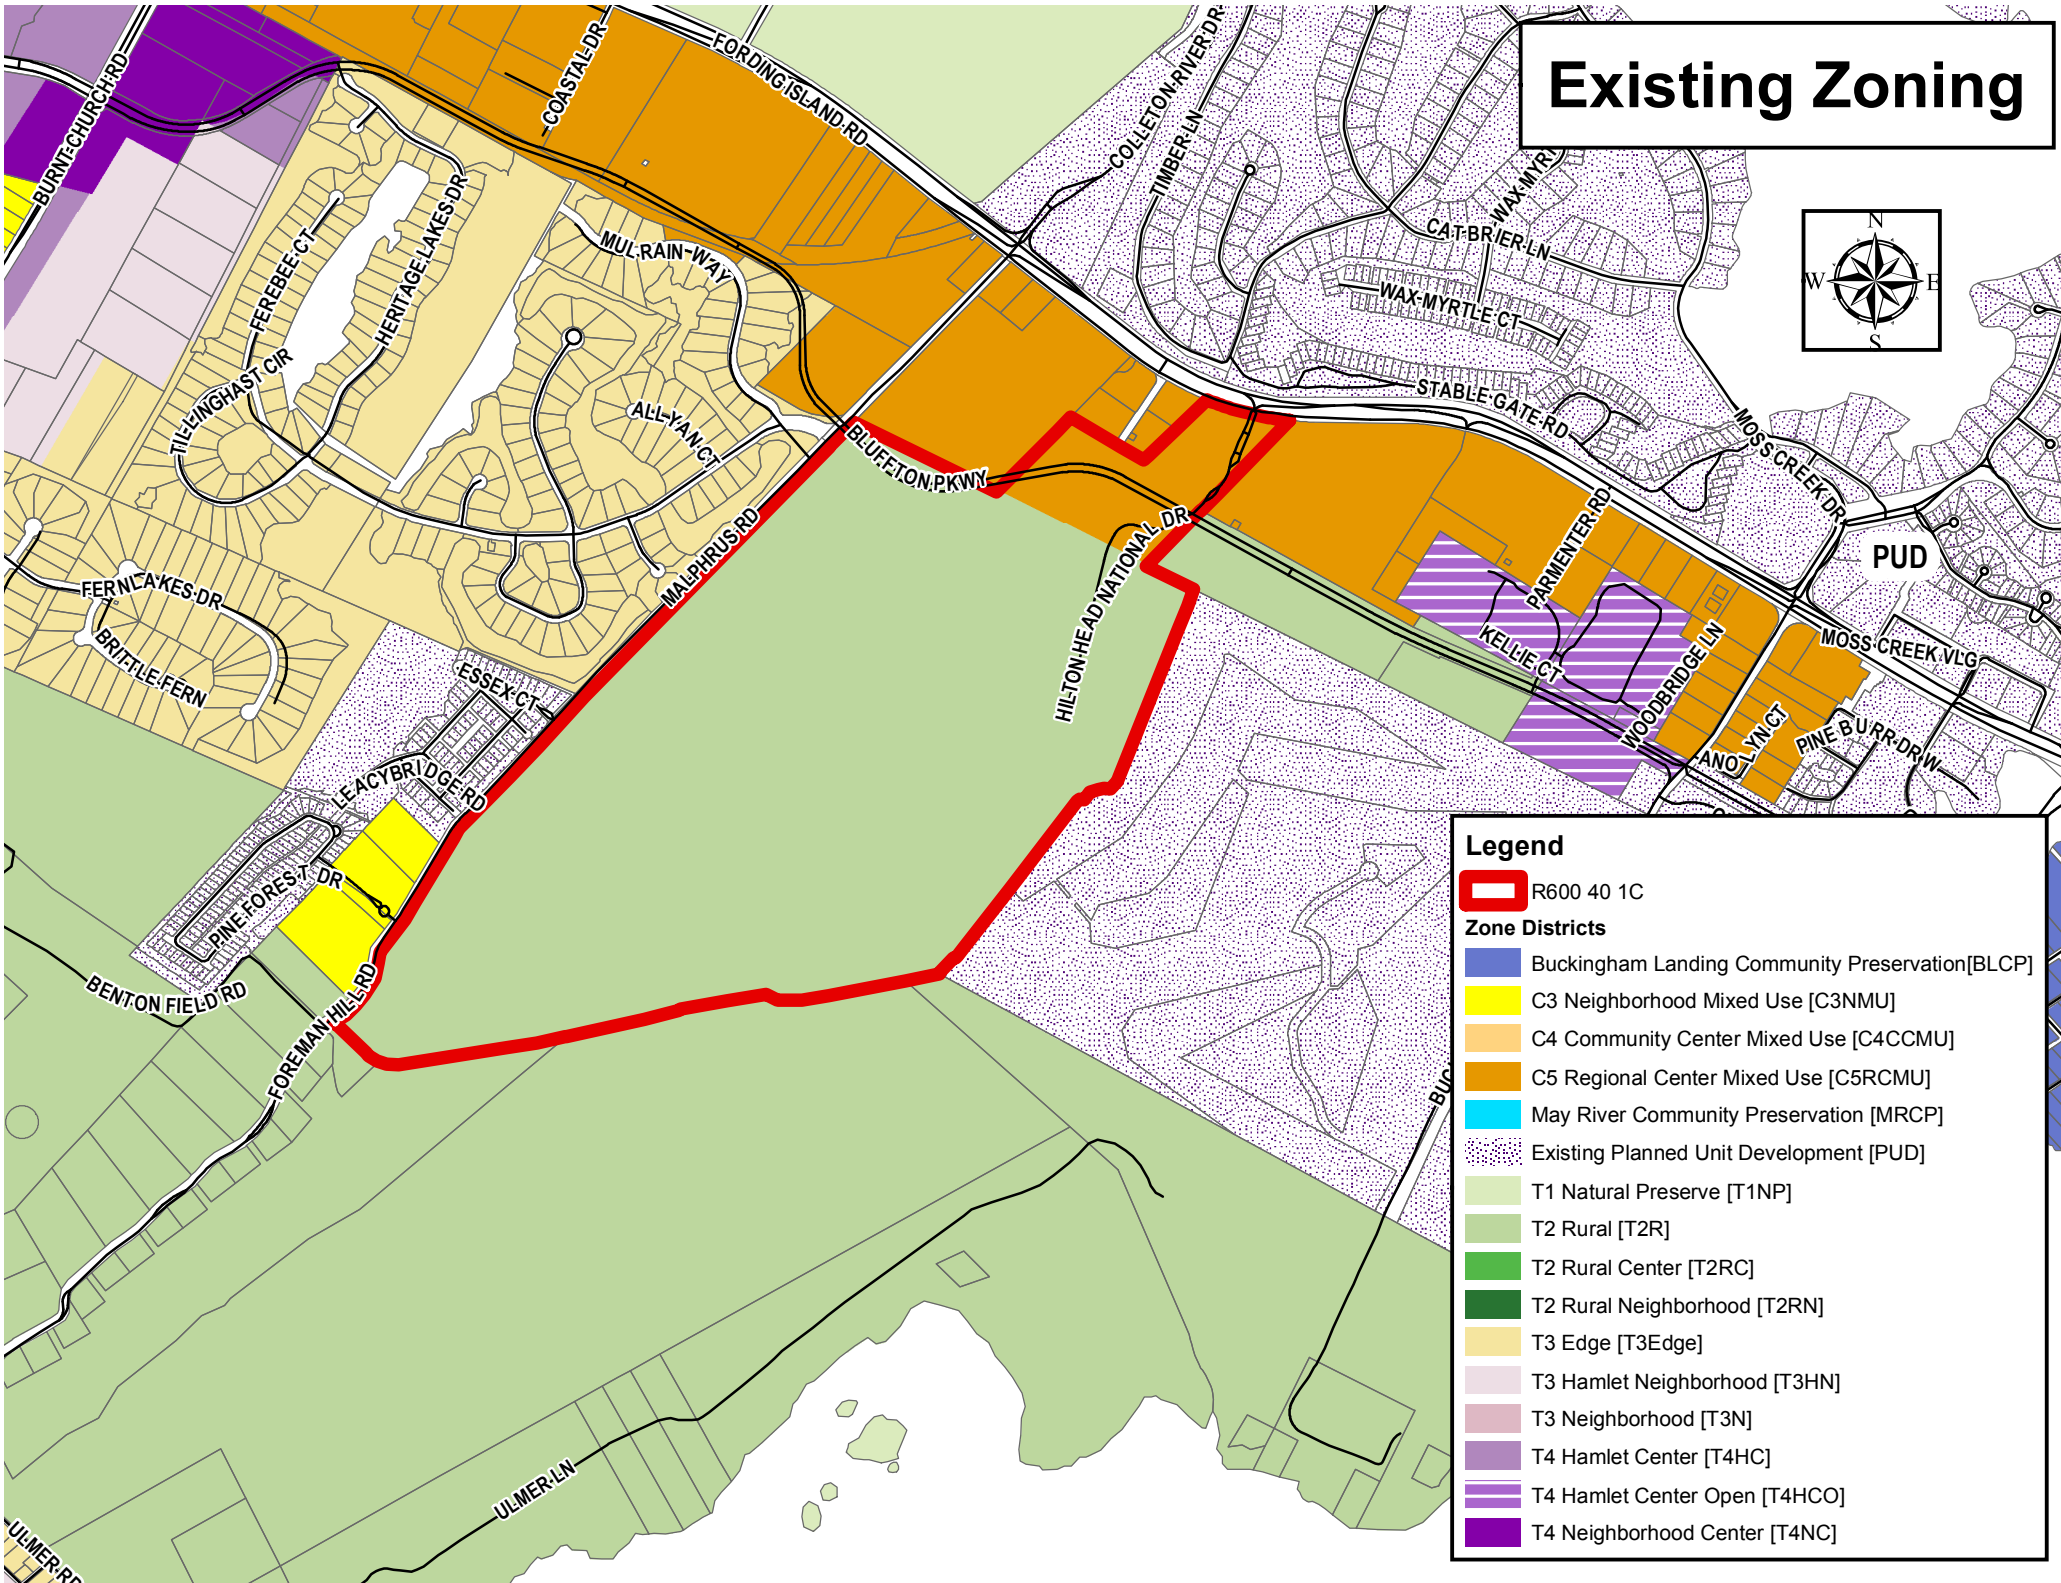 Existing Zoning
N
W
E
S
BURNT CHURCH RD
COASTAL DR
FORDING ISLAND RD
COLLETON RIVER DR
TIMBER LN
WAX MYRT
CATBRIER LN
WAX MYRTLE CT
STABLE GATE RD
MOSS CREEK DR
PUD
FEREBEE CT
HERITAGE LAKES DR
MULRAIN WAY
TILLINGHAST CIR
ALLYAN CT
BLUFFTON PKWY
MALPHRUS RD
HILTON HEAD NATIONAL DR
PARMENTER RD
KELLIE CT
WOODBRIDGE LN
MOSS CREEK VLG
ANOLYN CT
PINE BURR DR W
FERNLAKES DR
BRITTLE FERN
ESSEX CT
LEACYBRIDGE RD
PINE FOREST DR
BENTON FIELD RD
FOREMAN HILL RD
BUC
ULMER LN
ULMER RD
Legend
R600 40 1C
Zone Districts
Buckingham Landing Community Preservation[BLCP]
C3 Neighborhood Mixed Use [C3NMU]
C4 Community Center Mixed Use [C4CCMU]
C5 Regional Center Mixed Use [C5RCMU]
May River Community Preservation [MRCP]
Existing Planned Unit Development [PUD]
T1 Natural Preserve [T1NP]
T2 Rural [T2R]
T2 Rural Center [T2RC]
T2 Rural Neighborhood [T2RN]
T3 Edge [T3Edge]
T3 Hamlet Neighborhood [T3HN]
T3 Neighborhood [T3N]
T4 Hamlet Center [T4HC]
T4 Hamlet Center Open [T4HCO]
T4 Neighborhood Center [T4NC]